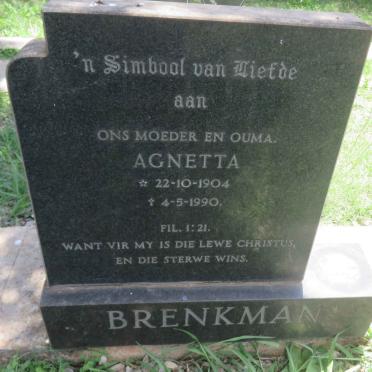 'n Simbool van Liefde
aan
ONS MOEDER EN OUMA.
AGNETTA
☆ 22-10-1904
✝ 4-5-1990.
FIL. 1:21.
WANT VIR MY IS DIE LEWE CHRISTUS,
EN DIE STERWE WINS.
BRENKMAN